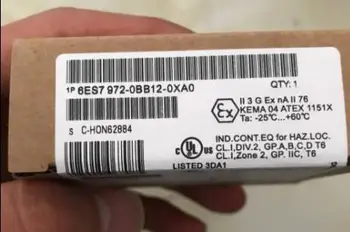 1P 6ES7 972-0BB12-0XA0
QTY: 1
II 3 G Ex nA II T6
KEMA 04 ATEX 1151X
Ta: -25°C...+60°C
S C-HON62884
IND.CONT.EQ for HAZ.LOC.
CL.I,DIV.2, GP.A,B,C,D T6
CL.I,Zone 2, GP. IIC, T6
LISTED 3DA1